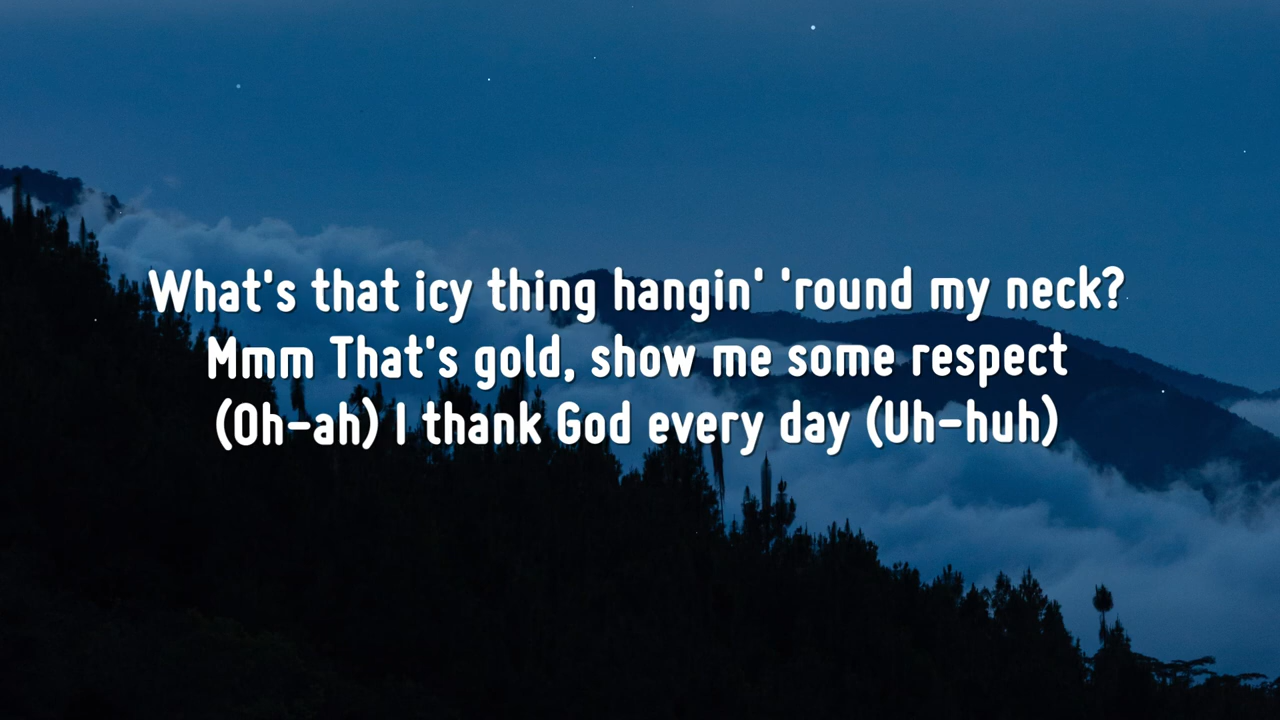 What's that icy thing hangin' 'round my neck?
Mmm That's gold, show me some respect
(Oh-ah) I thank God every day (Uh-huh)